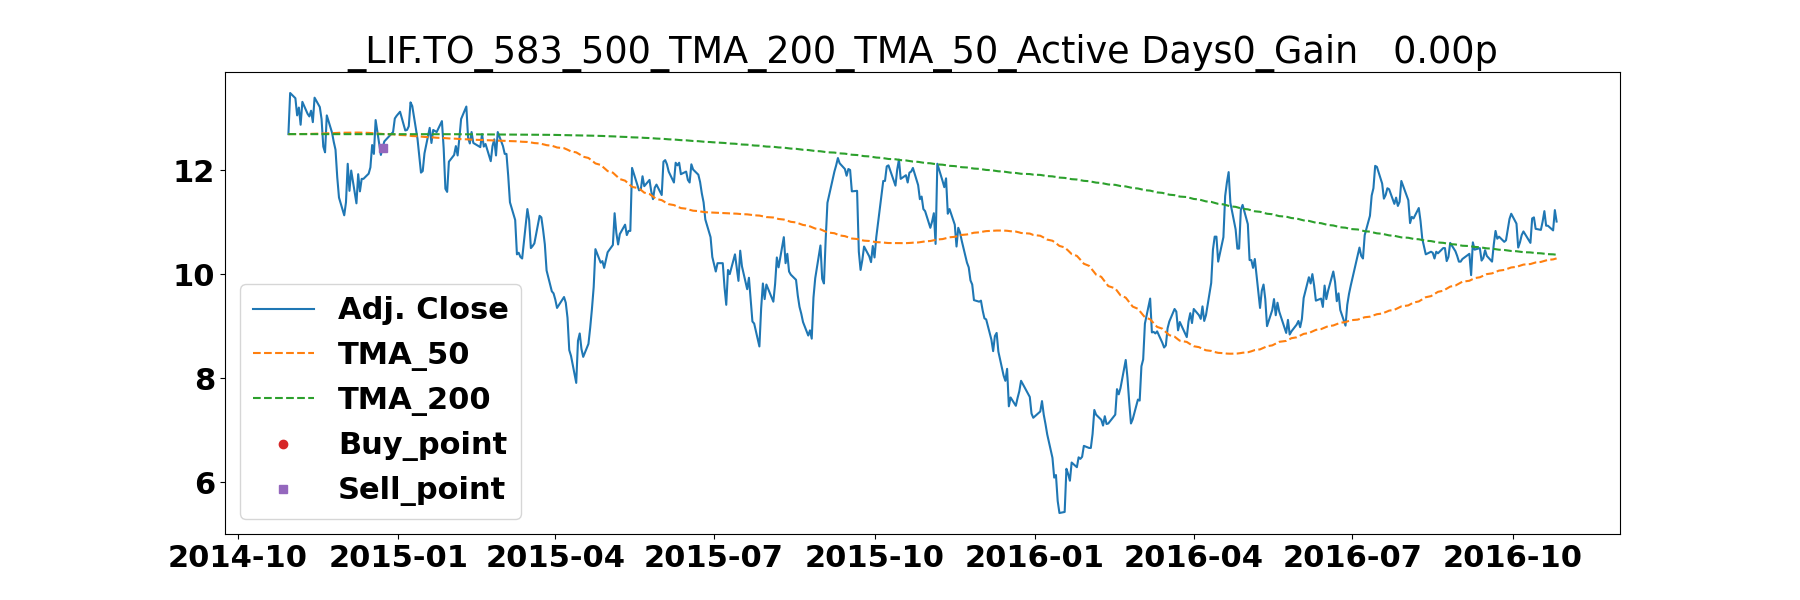 _LIF.TO_583_500_TMA_200_TMA_50_Active Days0_Gain   0.00p
12
10
8
6
Adj. Close
TMA_50
TMA_200
Buy_point
Sell_point
2014-10 2015-01 2015-04 2015-07 2015-10 2016-01 2016-04 2016-07 2016-10